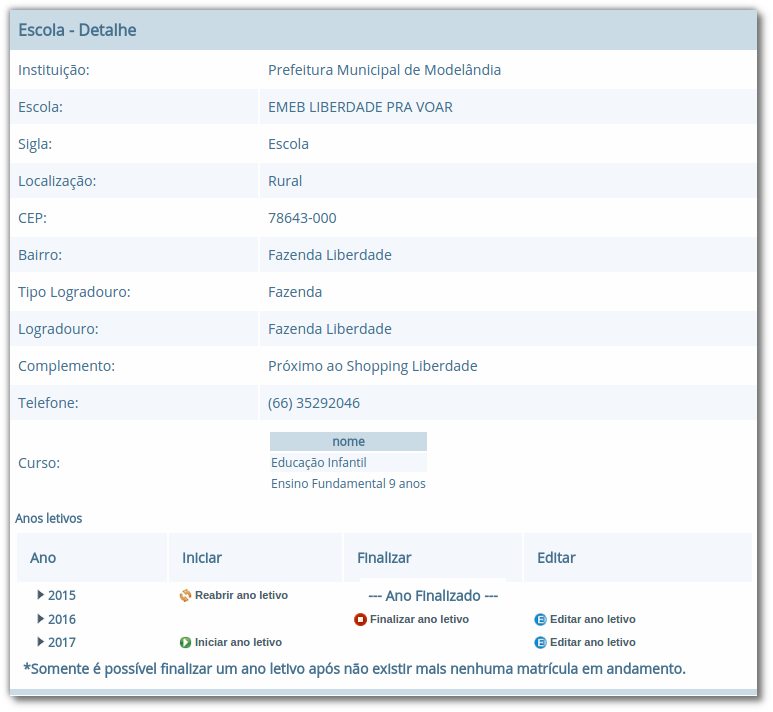 Escola - Detalhe
Instituição: Prefeitura Municipal de Modelândia
Escola: EMEB LIBERDADE PRA VOAR
Sigla: Escola
Localização: Rural
CEP: 78643-000
Bairro: Fazenda Liberdade
Tipo Logradouro: Fazenda
Logradouro: Fazenda Liberdade
Complemento: Próximo ao Shopping Liberdade
Telefone: (66) 35292046
nome
Curso: Educação Infantil
Ensino Fundamental 9 anos
Anos letivos
Ano Iniciar Finalizar Editar
2015 Reabrir ano letivo --- Ano Finalizado ---
2016 Finalizar ano letivo Editar ano letivo
2017 Iniciar ano letivo Editar ano letivo
*Somente é possível finalizar um ano letivo após não existir mais nenhuma matrícula em andamento.